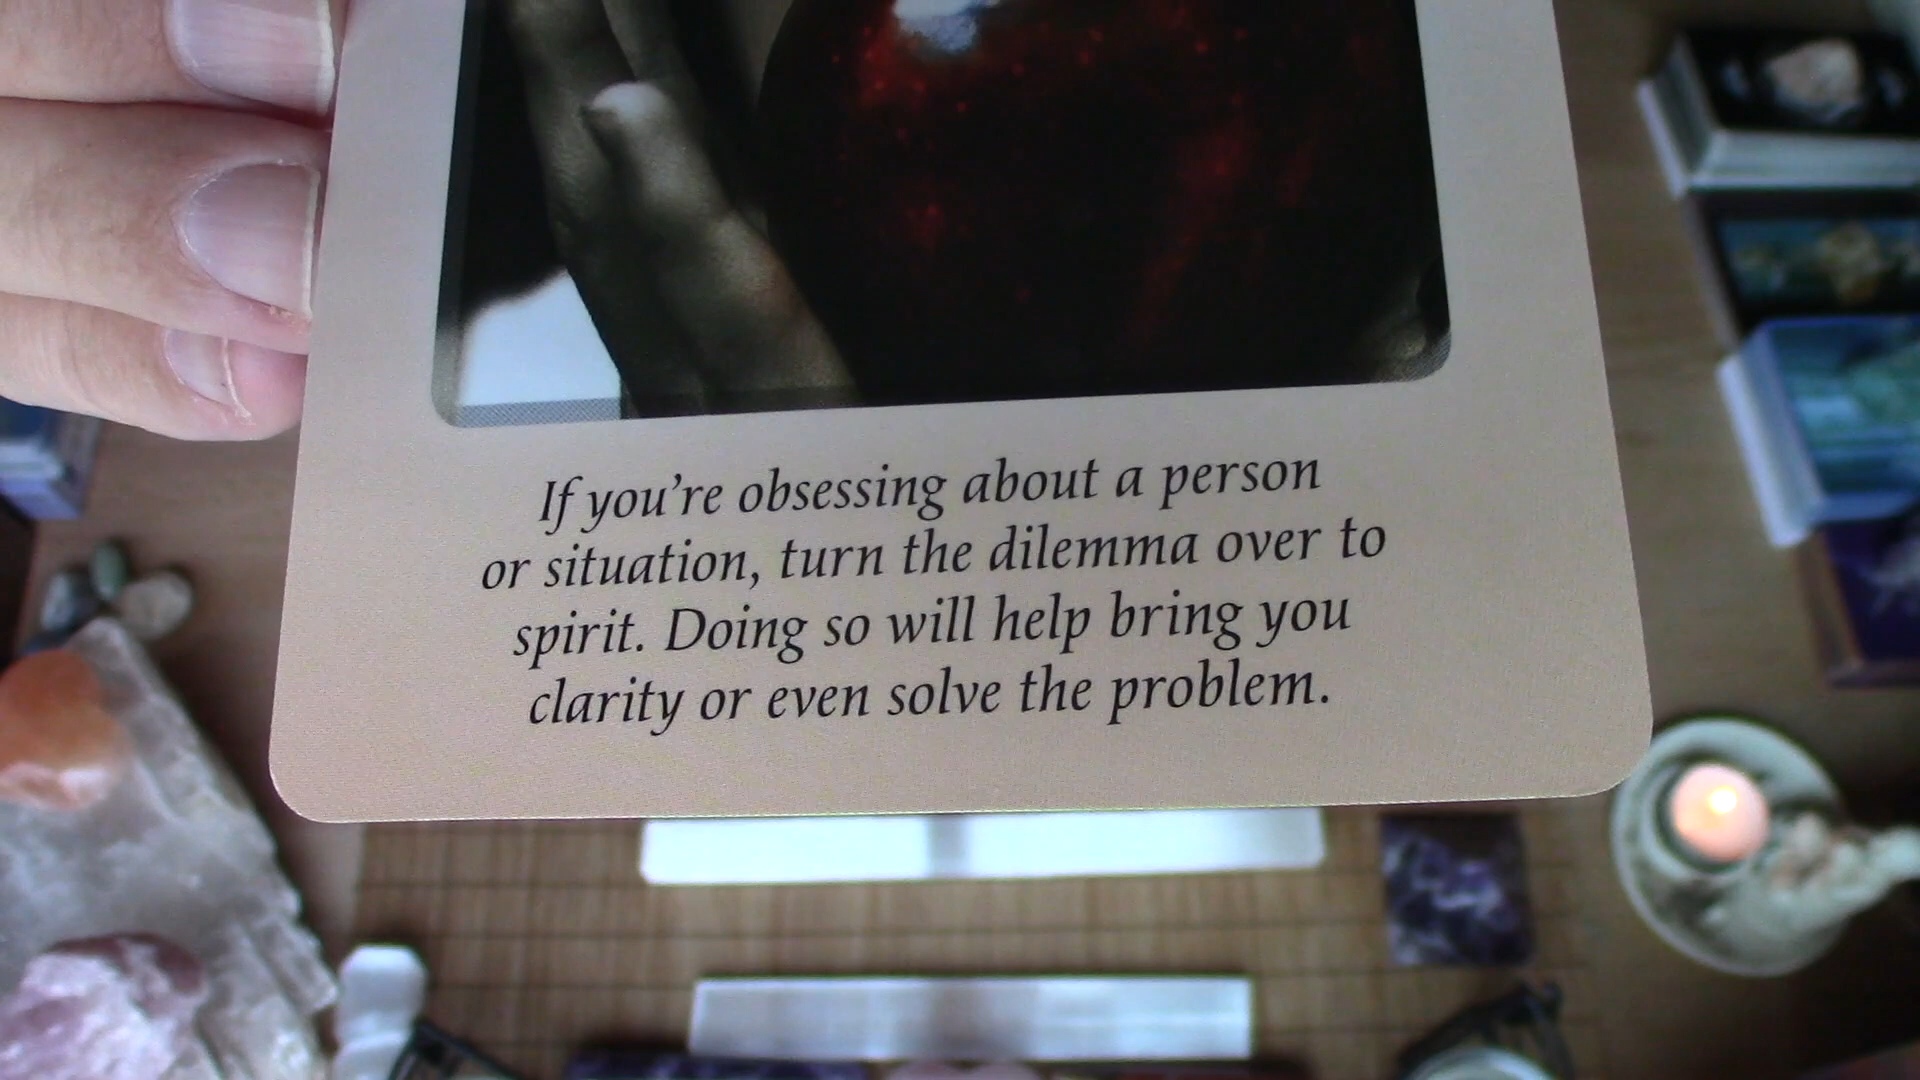 If you're obsessing about a person
or situation, turn the dilemma over to
spirit. Doing so will help bring you
clarity or even solve the problem.